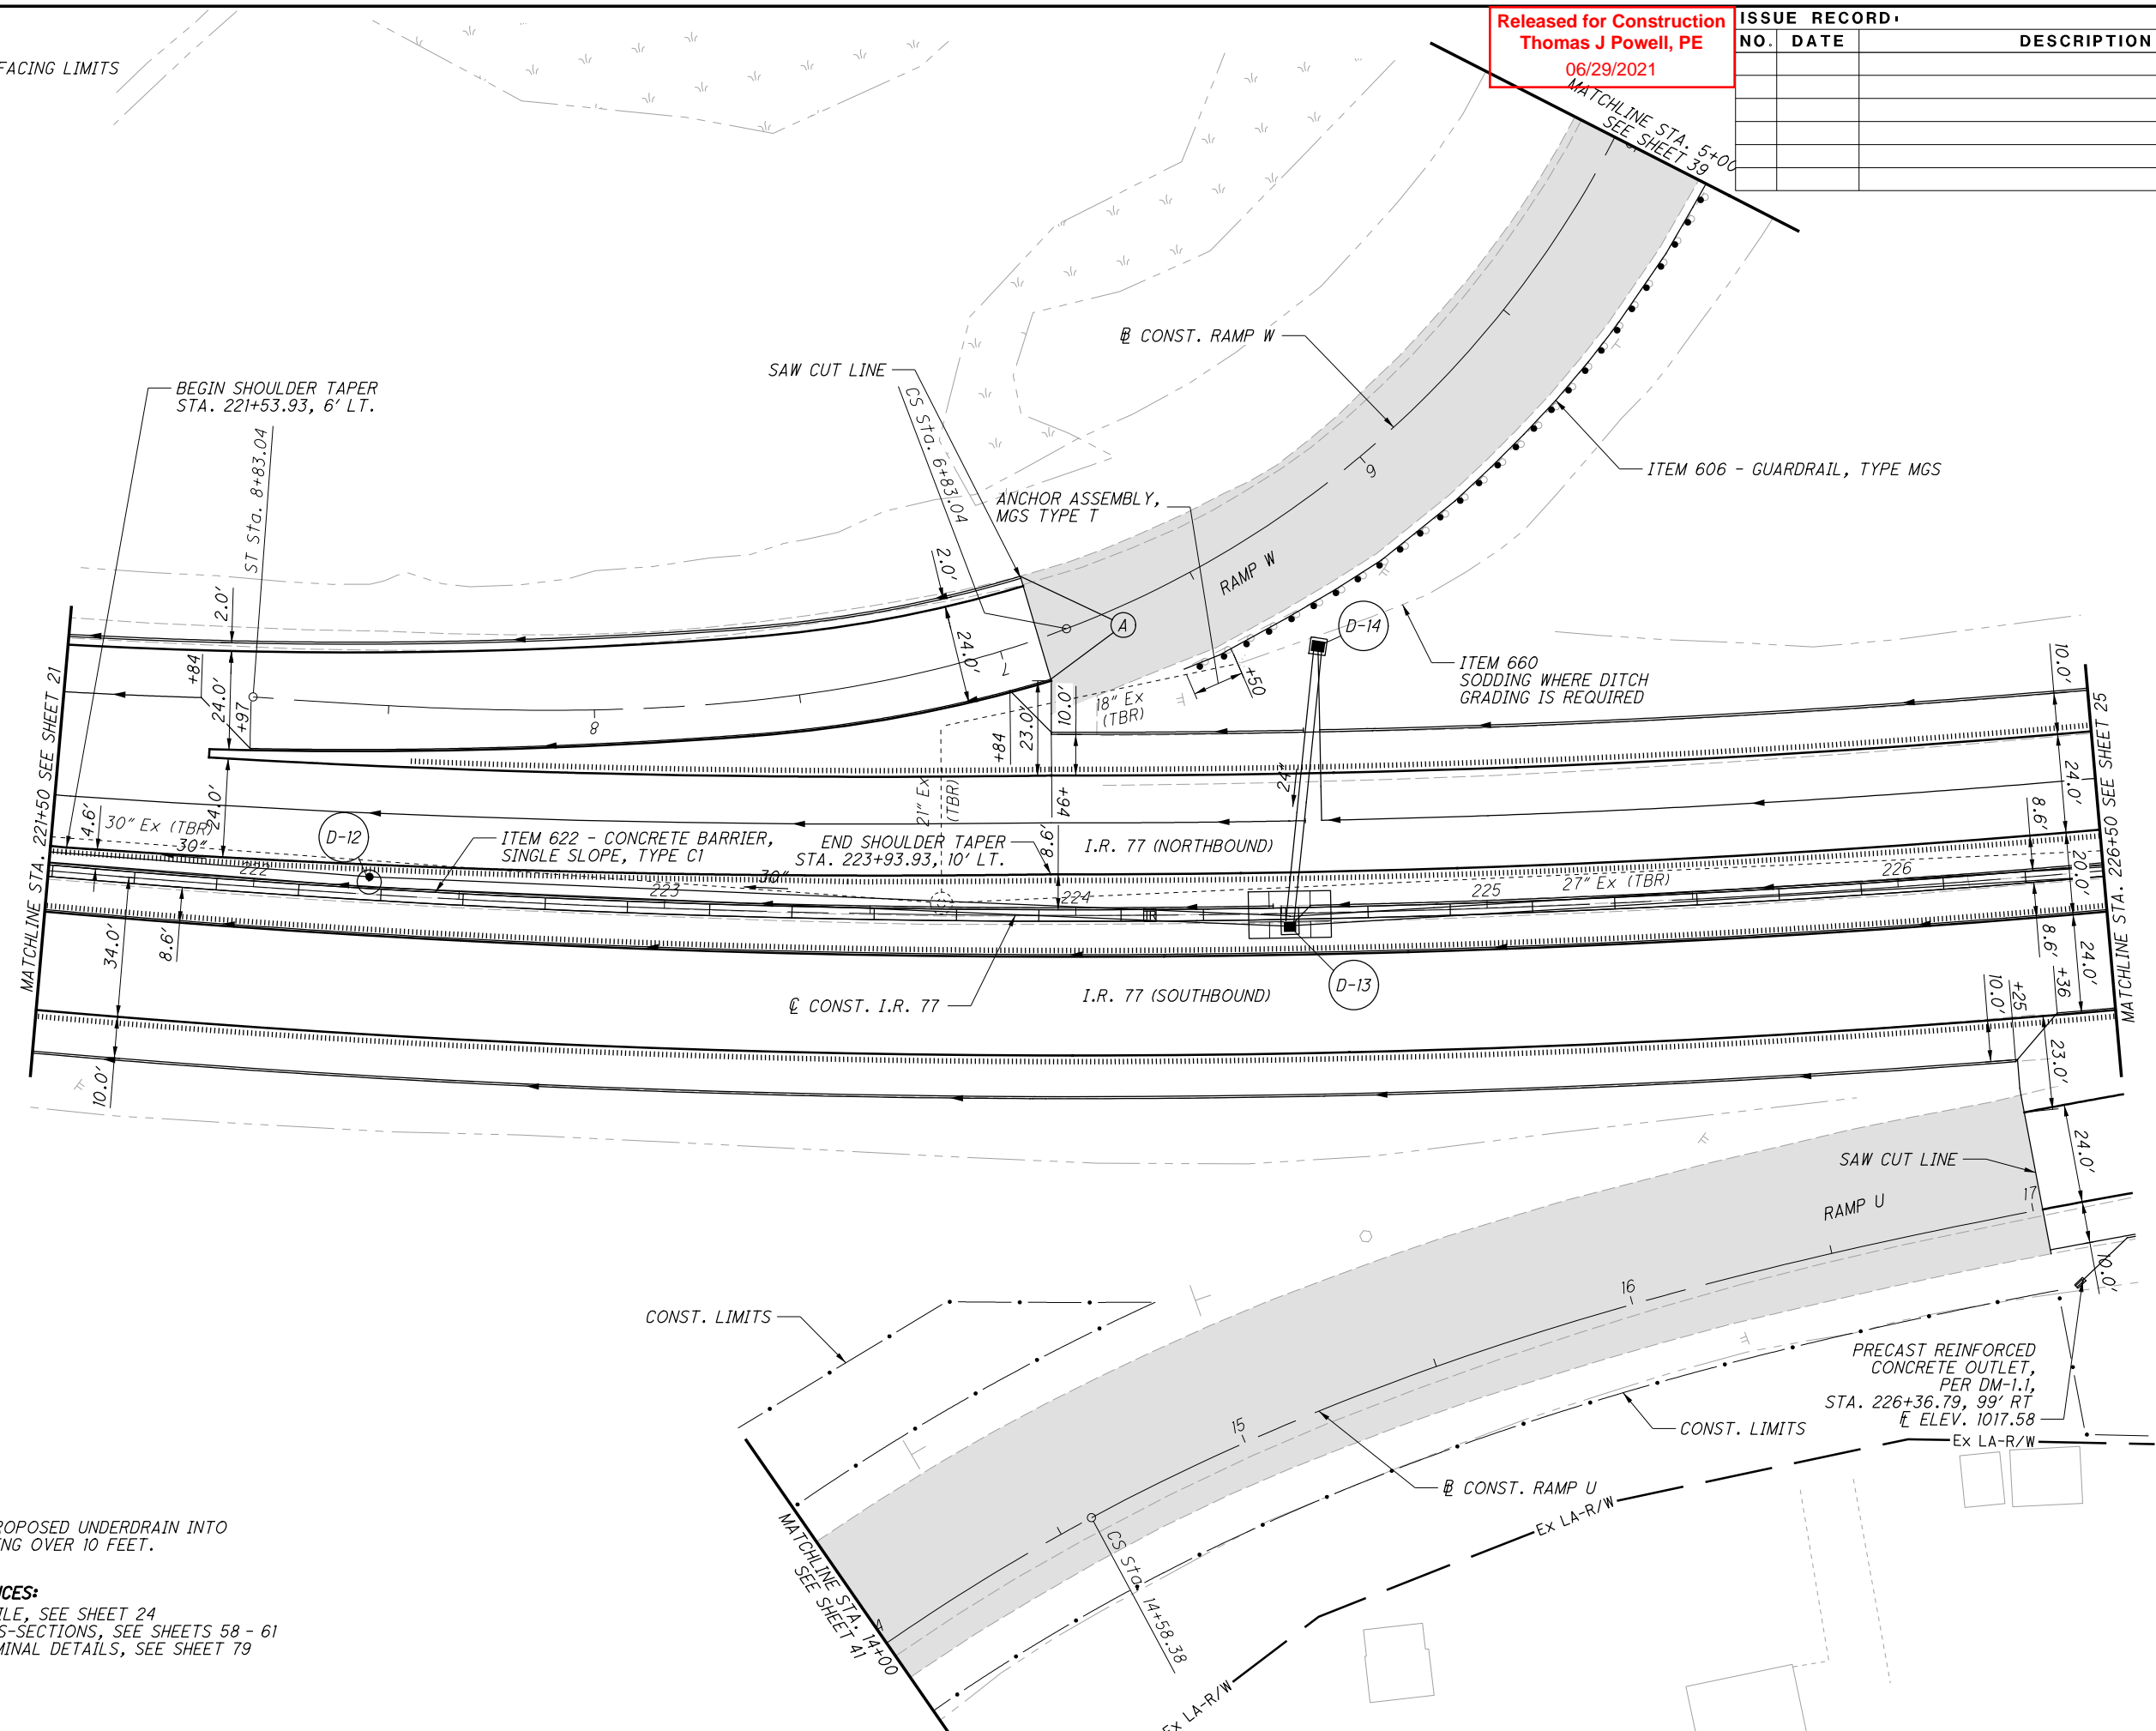 Released for Construction
Thomas J Powell, PE
06/29/2021
ISSUE RECORD:
NO. DATE DESCRIPTION
FACING LIMITS
MATCHLINE STA. 5+00
SEE SHEET 39
5
℄ CONST. RAMP W
SAW CUT LINE
BEGIN SHOULDER TAPER
STA. 221+53.93, 6' LT.
CS Sta. 6+83.04
ST Sta. 8+83.04
6
ITEM 606 - GUARDRAIL, TYPE MGS
ANCHOR ASSEMBLY,
MGS TYPE T
RAMP W
2.0'
2.0'
A
D-14
+50
ITEM 660
SODDING WHERE DITCH
GRADING IS REQUIRED
10.0'
MATCHLINE STA. 221+50 SEE SHEET 21
+84
24.0'
+97
24.0'
7
8
10.0'
18" Ex
(TBR)
23.0'
+84
+94
24"
21" Ex
(TBR)
24.0'
24.0'
MATCHLINE STA. 226+50 SEE SHEET 25
4.6'
30" Ex (TBR)
30"
D-12
ITEM 622 - CONCRETE BARRIER,
SINGLE SLOPE, TYPE C1
END SHOULDER TAPER
STA. 223+93.93, 10' LT.
8.6'
I.R. 77 (NORTHBOUND)
8.6'
20.0'
222
223
30"
224
225
27" Ex (TBR)
226
34.0'
8.6'
8.6'
24.0'
℄ CONST. I.R. 77
I.R. 77 (SOUTHBOUND)
D-13
10.0'
+25
+36
23.0'
10.0'
24.0'
SAW CUT LINE
RAMP U
17
10.0'
16
15
CONST. LIMITS
PRECAST REINFORCED
CONCRETE OUTLET,
PER DM-1.1,
STA. 226+36.79, 99' RT
℄ ELEV. 1017.58
CONST. LIMITS
Ex LA-R/W
℄ CONST. RAMP U
Ex LA-R/W
CS Sta. 14+58.38
MATCHLINE STA. 14+00
SEE SHEET 41
Ex LA-R/W
ROPOSED UNDERDRAIN INTO
NG OVER 10 FEET.
NCES:
ILE, SEE SHEET 24
S-SECTIONS, SEE SHEETS 58 - 61
MINAL DETAILS, SEE SHEET 79